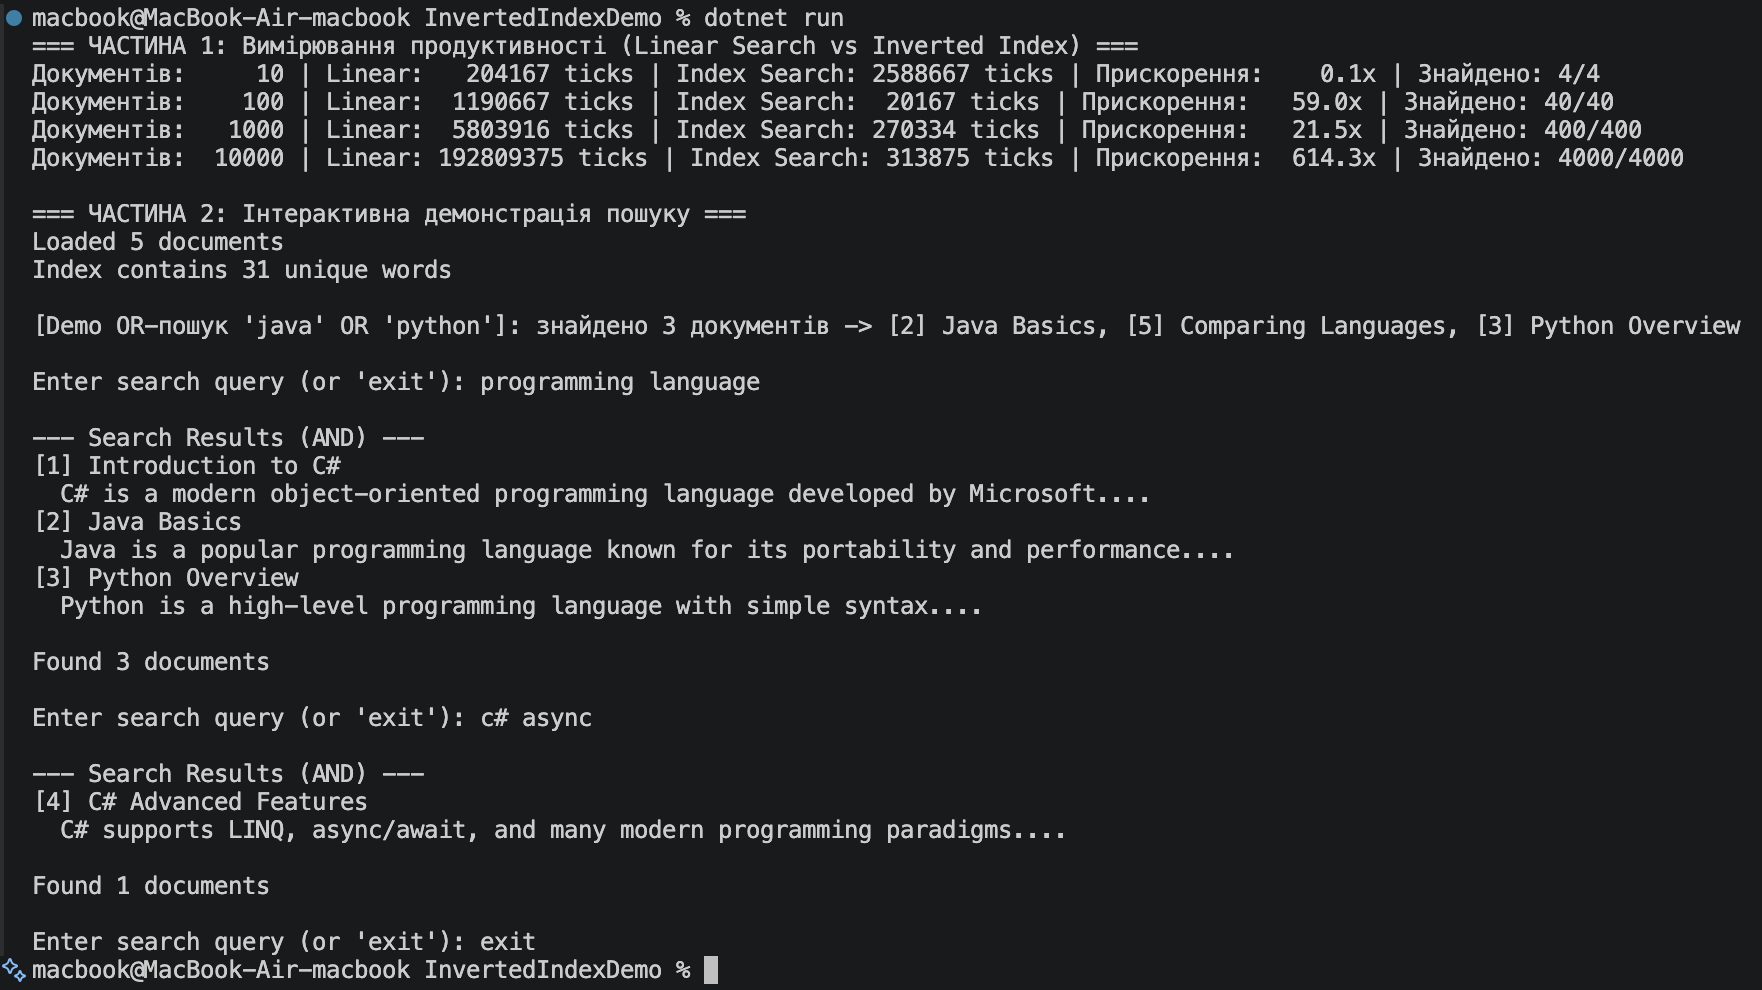 macbook@MacBook-Air-macbook InvertedIndexDemo % dotnet run
=== ЧАСТИНА 1: Вимірювання продуктивності (Linear Search vs Inverted Index) ===
Документів:     10 | Linear:   204167 ticks | Index Search: 2588667 ticks | Прискорення:    0.1x | Знайдено: 4/4
Документів:    100 | Linear:  1190667 ticks | Index Search:  20167 ticks | Прискорення:   59.0x | Знайдено: 40/40
Документів:   1000 | Linear:  5803916 ticks | Index Search: 270334 ticks | Прискорення:   21.5x | Знайдено: 400/400
Документів:  10000 | Linear: 192809375 ticks | Index Search: 313875 ticks | Прискорення:  614.3x | Знайдено: 4000/4000
=== ЧАСТИНА 2: Інтерактивна демонстрація пошуку ===
Loaded 5 documents
Index contains 31 unique words
[Demo OR-пошук 'java' OR 'python']: знайдено 3 документів -> [2] Java Basics, [5] Comparing Languages, [3] Python Overview
Enter search query (or 'exit'): programming language
--- Search Results (AND) ---
[1] Introduction to C#
  C# is a modern object-oriented programming language developed by Microsoft....
[2] Java Basics
  Java is a popular programming language known for its portability and performance....
[3] Python Overview
  Python is a high-level programming language with simple syntax....
Found 3 documents
Enter search query (or 'exit'): c# async
--- Search Results (AND) ---
[4] C# Advanced Features
  C# supports LINQ, async/await, and many modern programming paradigms....
Found 1 documents
Enter search query (or 'exit'): exit
macbook@MacBook-Air-macbook InvertedIndexDemo %